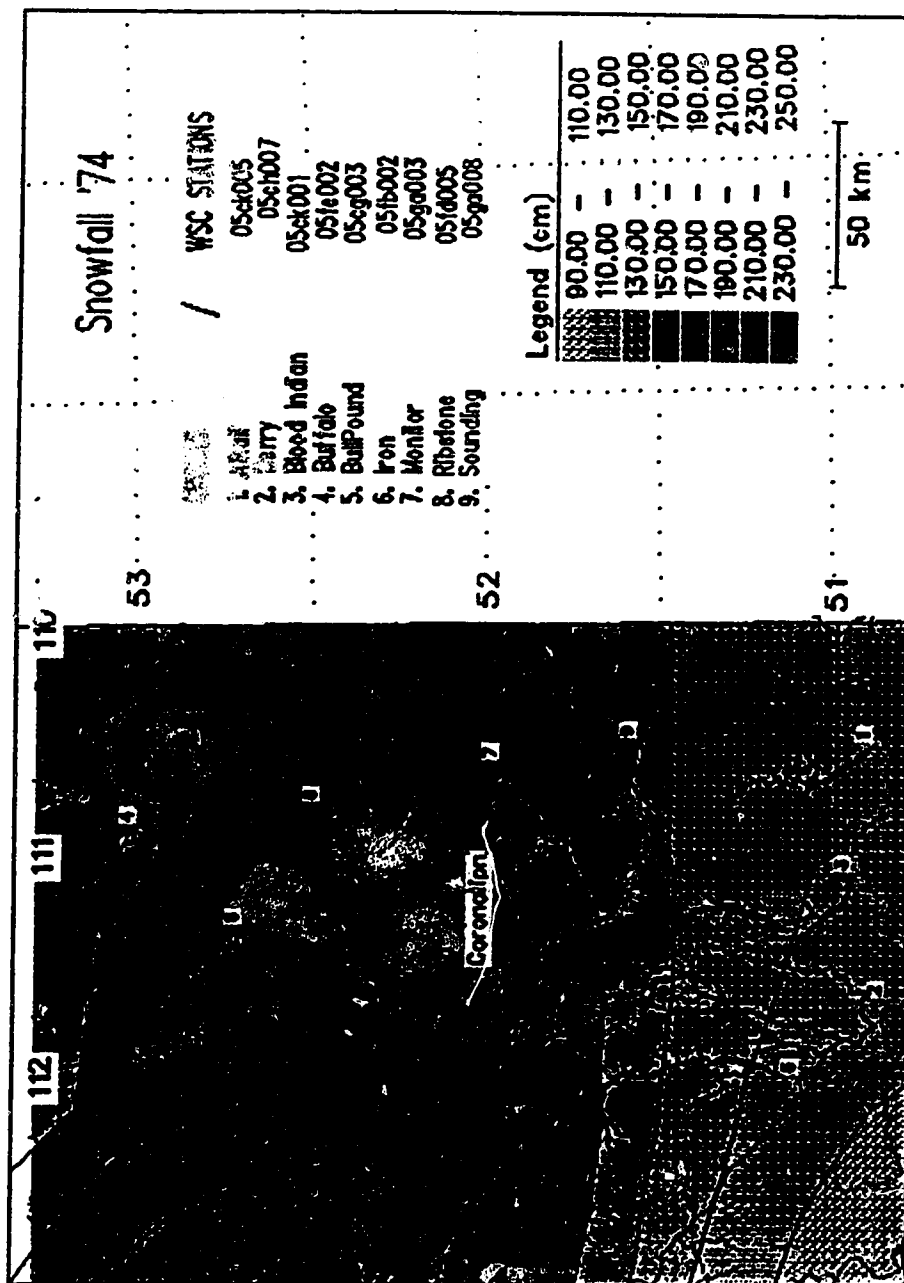 Snowfall '74
WSC STATIONS
05ck005
2. 05ch007
3. Blood Indian 05ck001
4. Buffalo 05fe002
5. BullPound 05cg003
6. Iron 05fb002
7. Monitor 05ga003
8. Ribstone 05fd005
9. Sounding 05ga008
Legend (cm)
90.00 – 110.00
110.00 – 130.00
130.00 – 150.00
150.00 – 170.00
170.00 – 190.00
190.00 – 210.00
210.00 – 230.00
230.00 – 250.00
50 km
112 111 110
53
52
51
Coronation
4
7